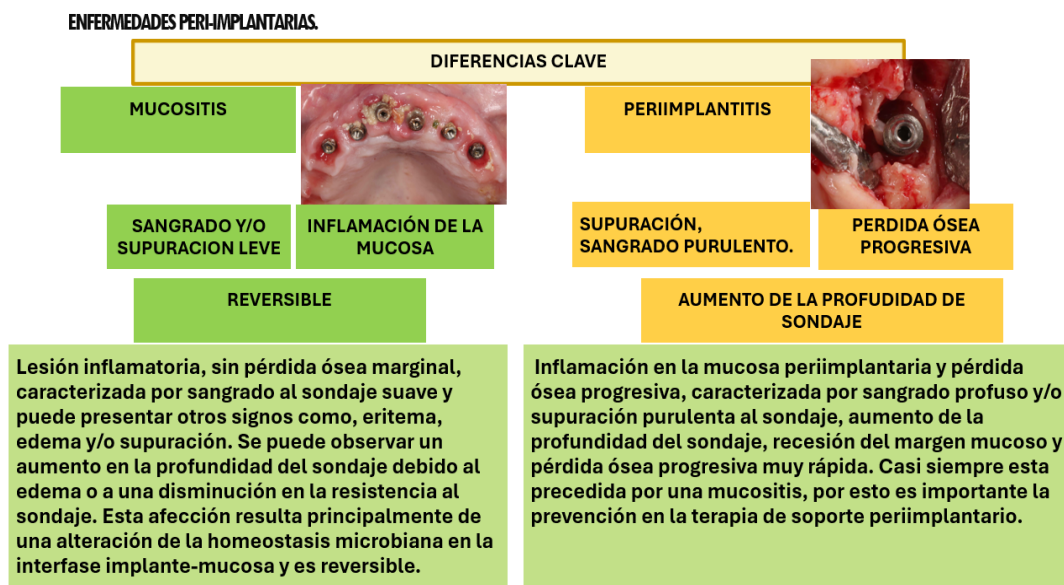 ENFERMEDADES PERI-IMPLANTARIAS.
DIFERENCIAS CLAVE
MUCOSITIS
PERIIMPLANTITIS
SANGRADO Y/O
SUPURACION LEVE
INFLAMACIÓN DE LA
MUCOSA
SUPURACIÓN,
SANGRADO PURULENTO.
PERDIDA ÓSEA
PROGRESIVA
REVERSIBLE
AUMENTO DE LA PROFUDIDAD DE
SONDAJE
Lesión inflamatoria, sin pérdida ósea marginal,
caracterizada por sangrado al sondaje suave y
puede presentar otros signos como, eritema,
edema y/o supuración. Se puede observar un
aumento en la profundidad del sondaje debido al
edema o a una disminución en la resistencia al
sondaje. Esta afección resulta principalmente de
una alteración de la homeostasis microbiana en la
interfase implante-mucosa y es reversible.
Inflamación en la mucosa periimplantaria y pérdida
ósea progresiva, caracterizada por sangrado profuso y/o
supuración purulenta al sondaje, aumento de la
profundidad del sondaje, recesión del margen mucoso y
pérdida ósea progresiva muy rápida. Casi siempre esta
precedida por una mucositis, por esto es importante la
prevención en la terapia de soporte periimplantario.